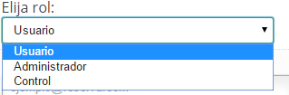 Elija rol:
Usuario
Usuario
Administrador
Control